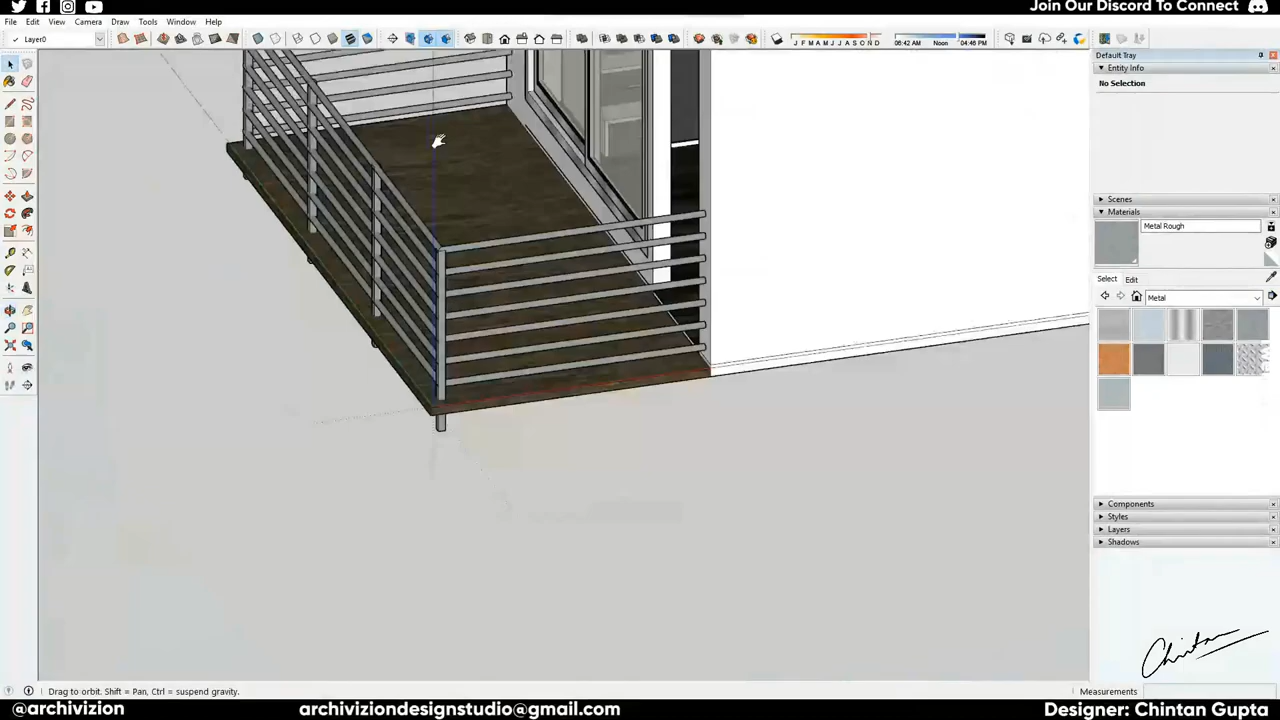 Join Our Discord To Connect
File Edit View Camera Draw Tools Window Help
Layer0
J F M A M J J A S O N D
06:42 AM Noon 04:46 PM
Default Tray
Entity Info
No Selection
Scenes
Materials
Metal Rough
Select Edit
Metal
Components
Styles
Layers
Shadows
Chintan
Drag to orbit. Shift = Pan, Ctrl = suspend gravity.
Measurements
@archivizion
archiviziondesignstudio@gmail.com
Designer: Chintan Gupta